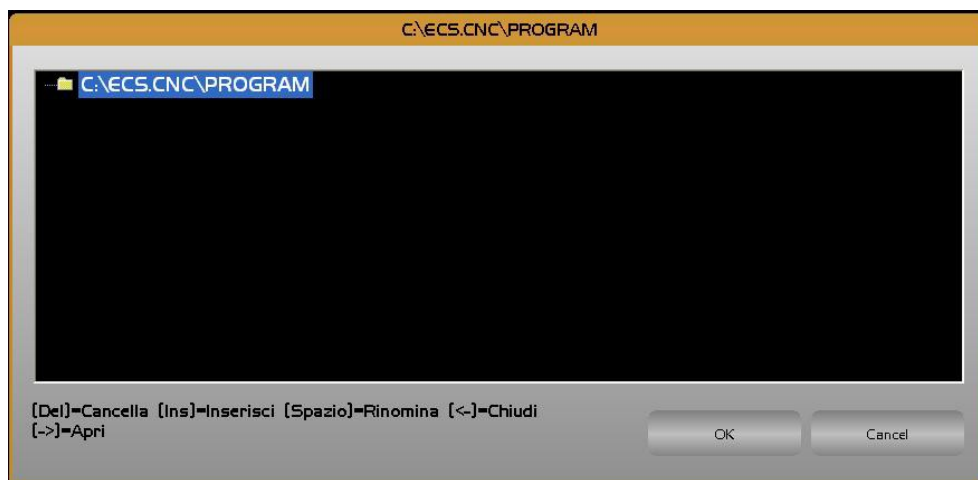 C:\ECS.CNC\PROGRAM
C:\ECS.CNC\PROGRAM
(Del)=Cancella (Ins)=Inserisci (Spazio)=Rinomina (<-)=Chiudi
(->)=Apri
OK
Cancel